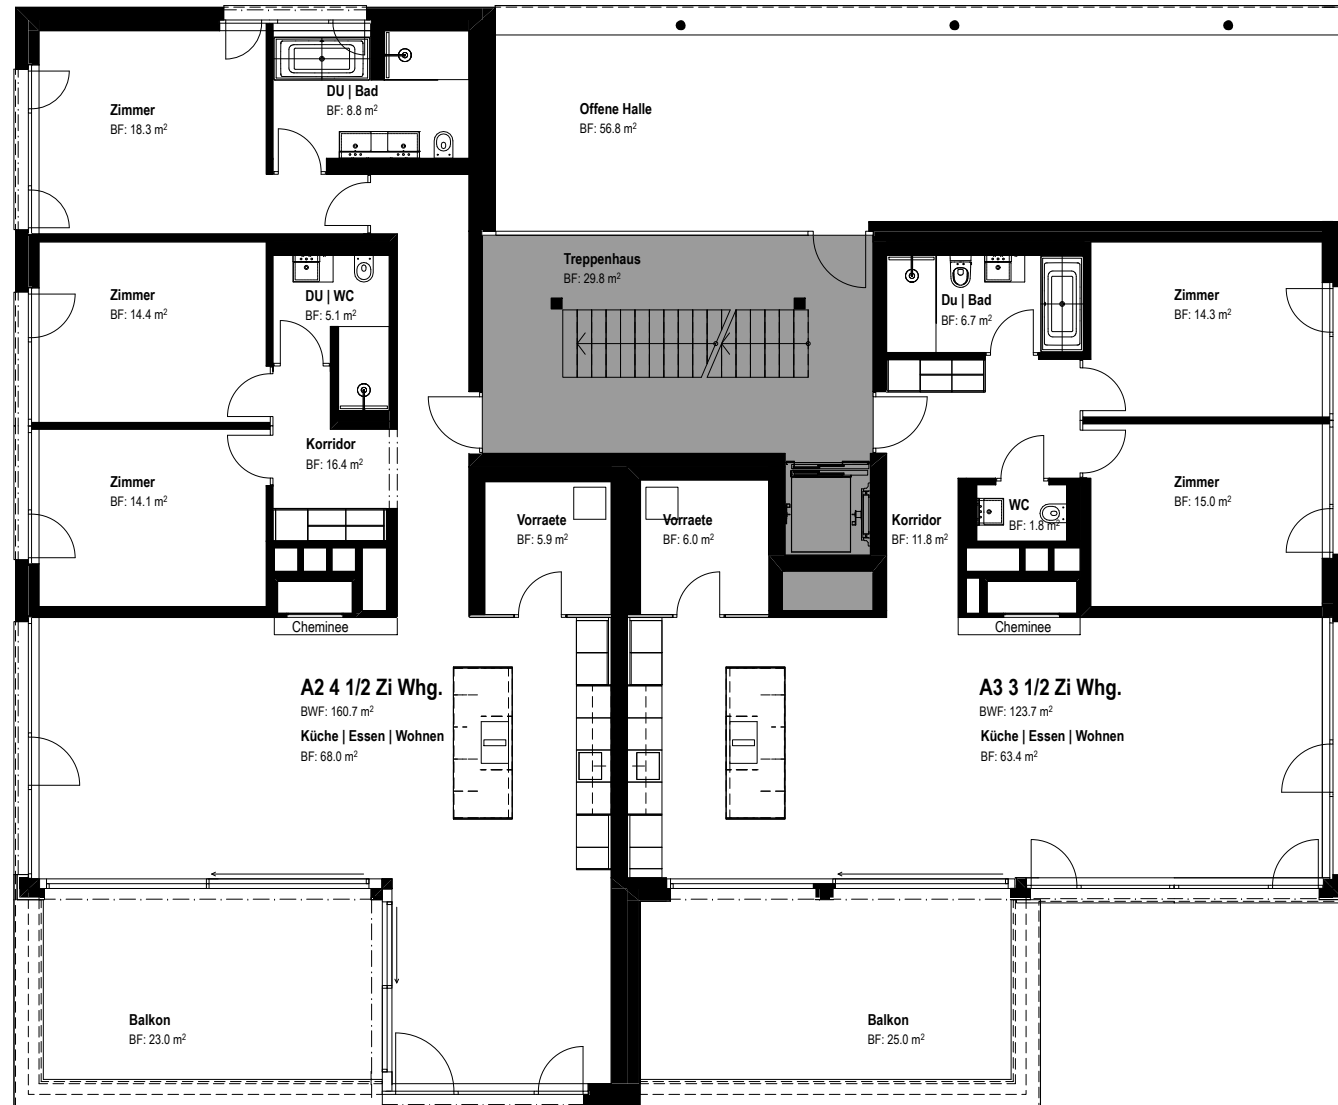 Zimmer
BF: 18.3 m²
DU | Bad
BF: 8.8 m²
Offene Halle
BF: 56.8 m²
Zimmer
BF: 14.4 m²
DU | WC
BF: 5.1 m²
Treppenhaus
BF: 29.8 m²
Du | Bad
BF: 6.7 m²
Zimmer
BF: 14.3 m²
Zimmer
BF: 14.1 m²
Korridor
BF: 16.4 m²
Vorraete
BF: 5.9 m²
Vorraete
BF: 6.0 m²
Korridor
BF: 11.8 m²
WC
BF: 1.8 m²
Zimmer
BF: 15.0 m²
Cheminee
Cheminee
A2 4 1/2 Zi Whg.
BWF: 160.7 m²
Küche | Essen | Wohnen
BF: 68.0 m²
A3 3 1/2 Zi Whg.
BWF: 123.7 m²
Küche | Essen | Wohnen
BF: 63.4 m²
Balkon
BF: 23.0 m²
Balkon
BF: 25.0 m²